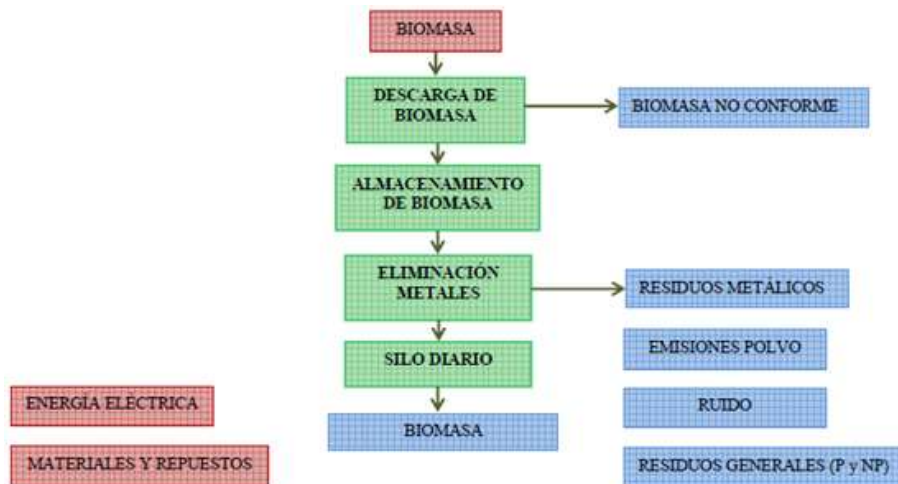 BIOMASA
DESCARGA DE
BIOMASA
BIOMASA NO CONFORME
ALMACENAMIENTO
DE BIOMASA
ELIMINACIÓN
METALES
RESIDUOS METÁLICOS
EMISIONES POLVO
SILO DIARIO
ENERGÍA ELÉCTRICA
RUIDO
BIOMASA
MATERIALES Y REPUESTOS
RESIDUOS GENERALES (P y NP)